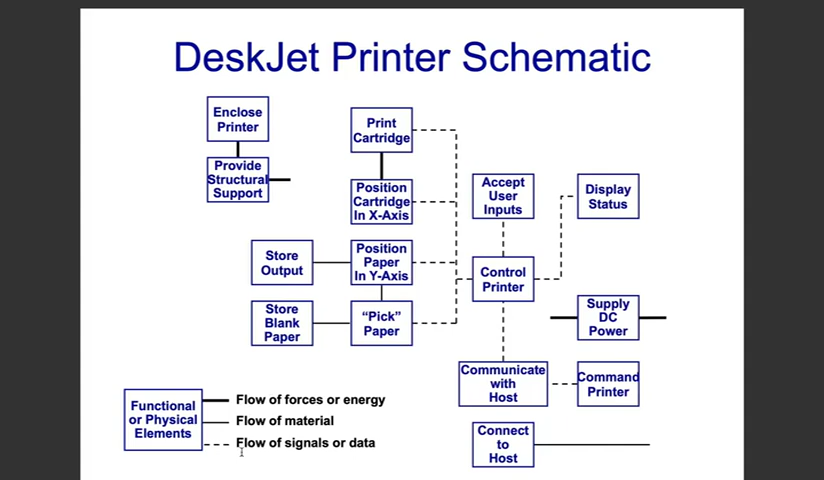 DeskJet Printer Schematic
Enclose
Printer
Provide
Structural
Support
Print
Cartridge
Position
Cartridge
In X-Axis
Accept
User
Inputs
Display
Status
Store
Output
Position
Paper
In Y-Axis
Control
Printer
Store
Blank
Paper
“Pick”
Paper
Supply
DC
Power
Communicate
with
Host
Command
Printer
Connect
to
Host
Functional
or Physical
Elements
Flow of forces or energy
Flow of material
Flow of signals or data